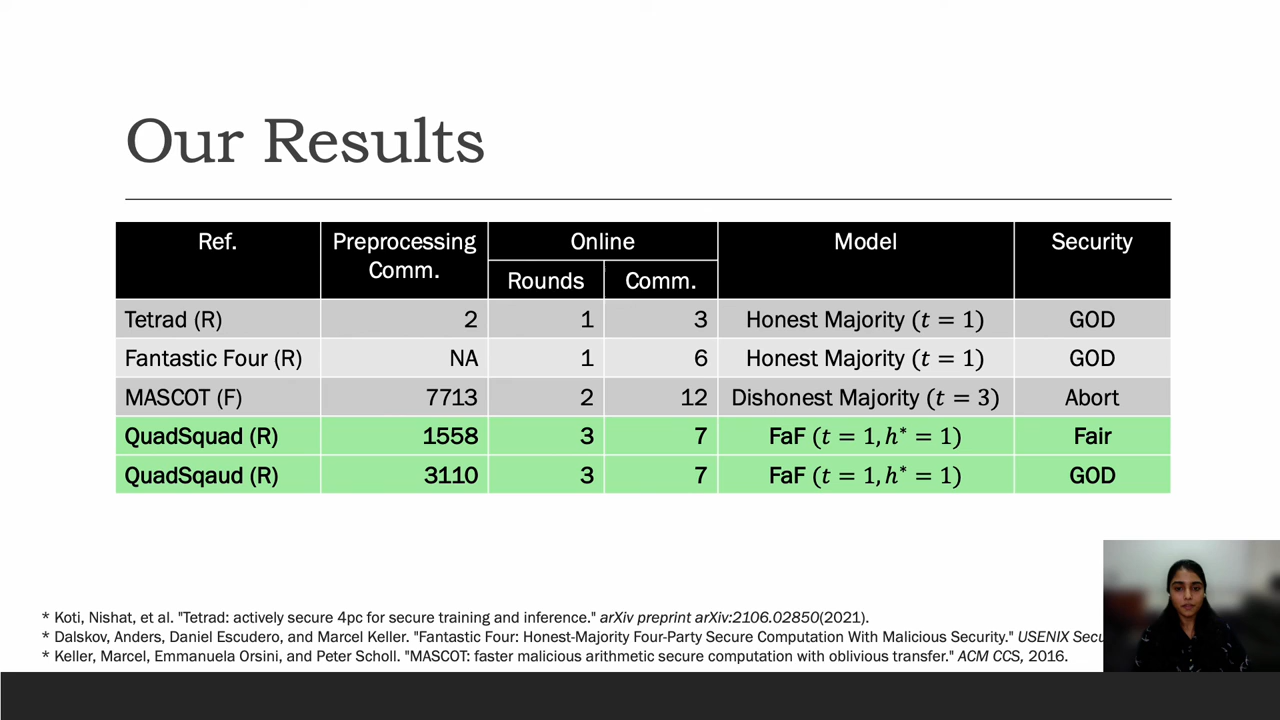 Our Results
Ref. Preprocessing Comm. Online Model Security
Rounds Comm.
Tetrad (R) 2 1 3 Honest Majority (𝑡 = 1) GOD
Fantastic Four (R) NA 1 6 Honest Majority (𝑡 = 1) GOD
MASCOT (F) 7713 2 12 Dishonest Majority (𝑡 = 3) Abort
QuadSquad (R) 1558 3 7 FaF (𝑡 = 1, ℎ* = 1) Fair
QuadSqaud (R) 3110 3 7 FaF (𝑡 = 1, ℎ* = 1) GOD
* Koti, Nishat, et al. "Tetrad: actively secure 4pc for secure training and inference." arXiv preprint arXiv:2106.02850(2021).
* Dalskov, Anders, Daniel Escudero, and Marcel Keller. "Fantastic Four: Honest-Majority Four-Party Secure Computation With Malicious Security." USENIX Secu
* Keller, Marcel, Emmanuela Orsini, and Peter Scholl. "MASCOT: faster malicious arithmetic secure computation with oblivious transfer." ACM CCS, 2016.